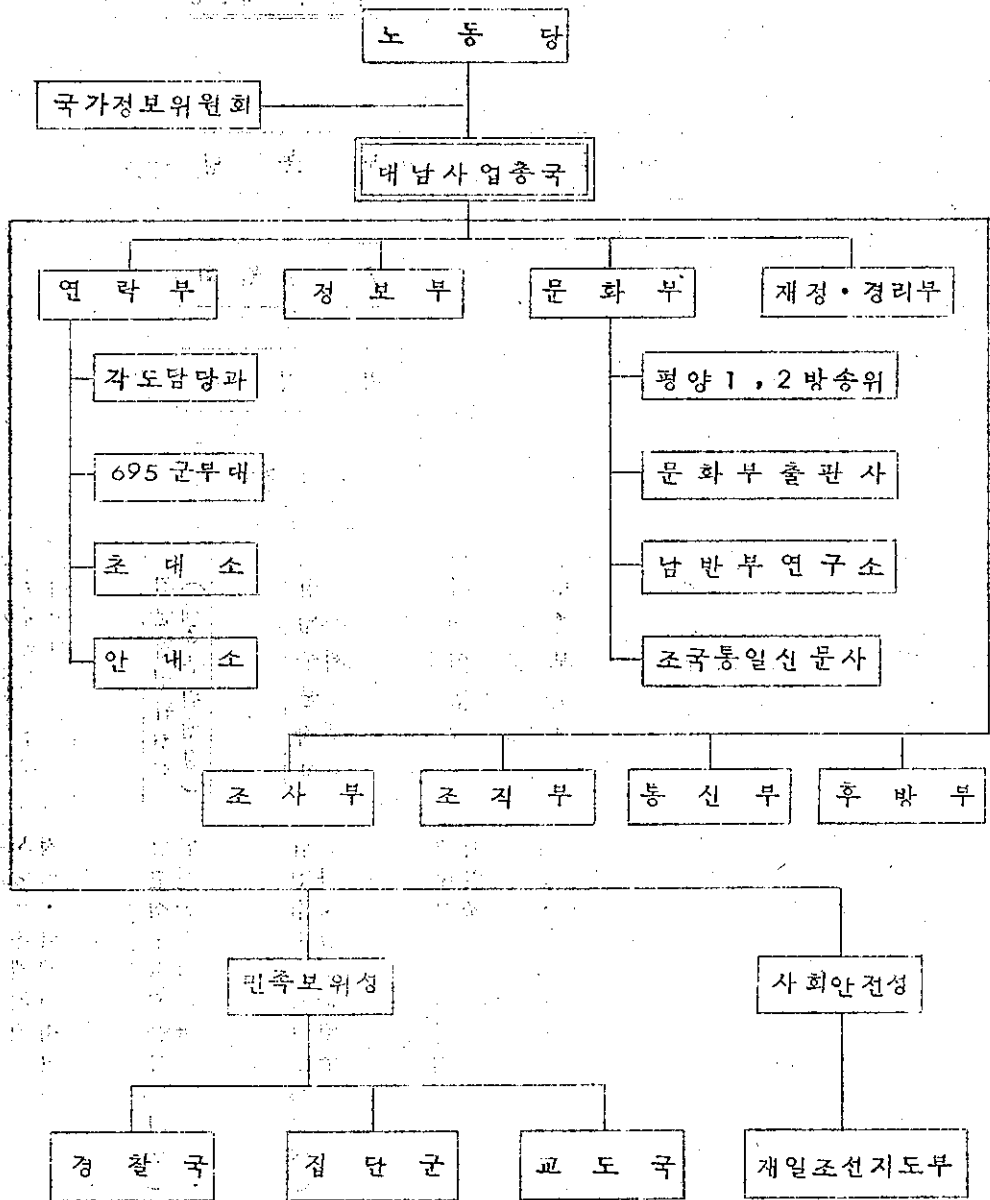 노동당
국가정보위원회
대남사업총국
연락부
정보부
문화부
재정・경리부
각도담당과
평양1,2방송위
695군부대
문화부출판사
초대소
남반부연구소
안내소
조국통일신문사
조사부
조직부
통신부
후방부
민족보위성
사회안전성
경찰국
집단군
교도국
재일조선지도부